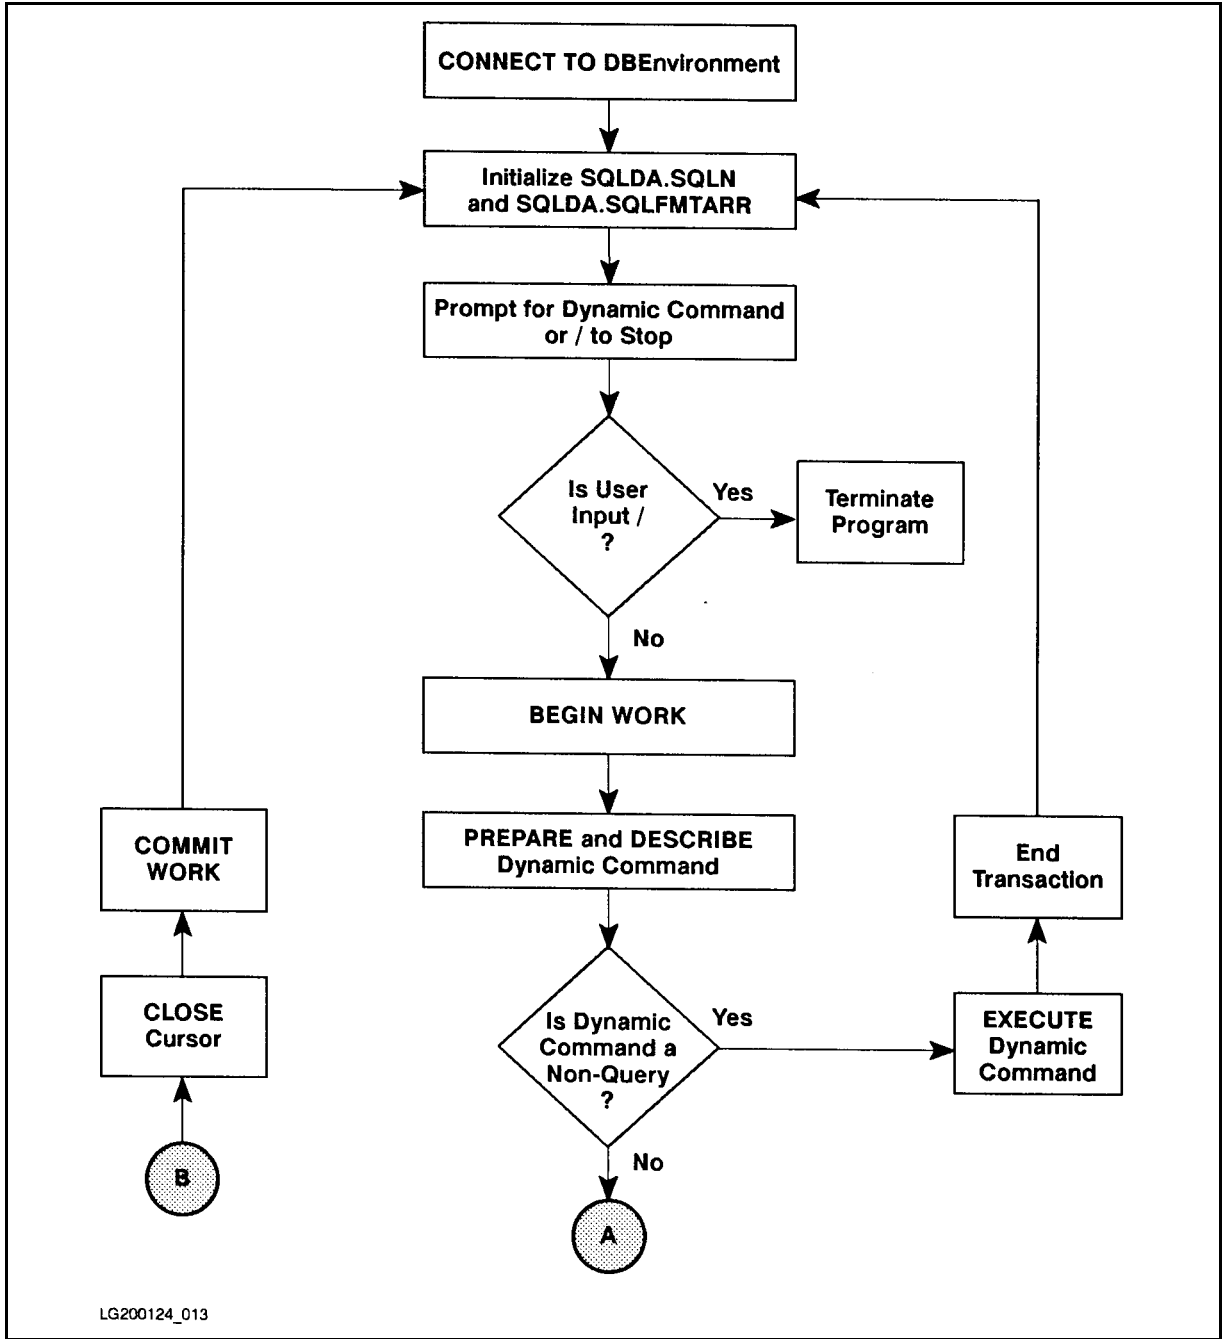 CONNECT TO DBEnvironment
Initialize SQLDA.SQLN
and SQLDA.SQLFMTARR
Prompt for Dynamic Command
or / to Stop
Is User
Input /
?
Yes
Terminate
Program
No
BEGIN WORK
PREPARE and DESCRIBE
Dynamic Command
COMMIT
WORK
End
Transaction
CLOSE
Cursor
Is Dynamic
Command a
Non-Query
?
Yes
EXECUTE
Dynamic
Command
No
B
A
LG200124_013